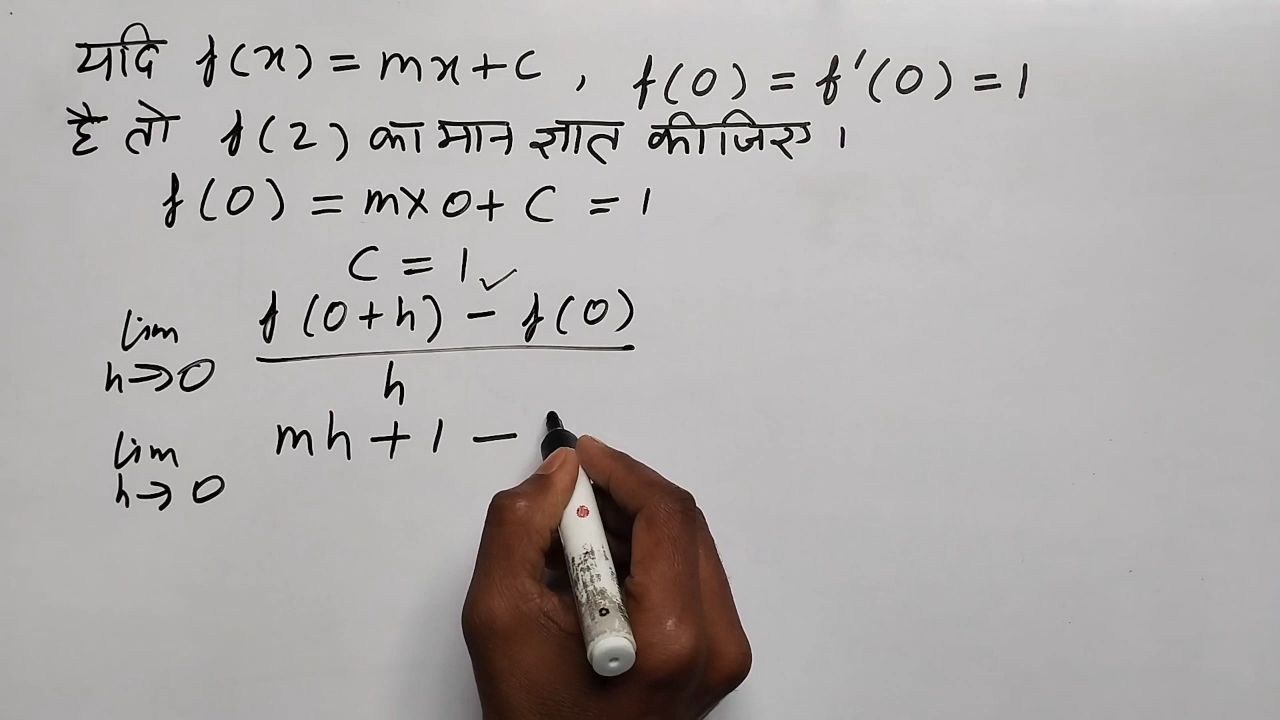 यदि f(x) = mx+c , f(0) = f'(0) = 1
है तो f(2) का मान ज्ञात कीजिए।
f(0) = m×0+ c = 1
c = 1 ✓
lim f(0+h) - f(0)
h→0 h
lim mh + 1 -
h→0